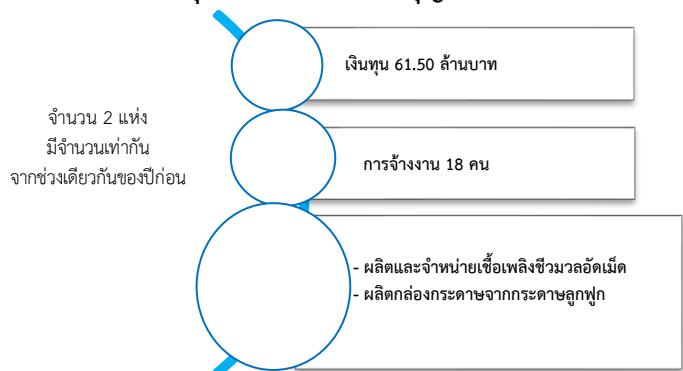 จำนวน 2 แห่ง
มีจำนวนเท่ากัน
จากช่วงเดียวกันของปีก่อน
เงินทุน 61.50 ล้านบาท
การจ้างงาน 18 คน
- ผลิตและจำหน่ายเชื้อเพลิงชีวมวลอัดเม็ด
- ผลิตกล่องกระดาษจากกระดาษลูกฟูก